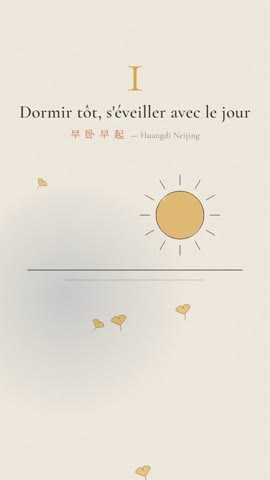 I
Dormir tôt, s'éveiller avec le jour
早卧早起 — Huangdi Neijing